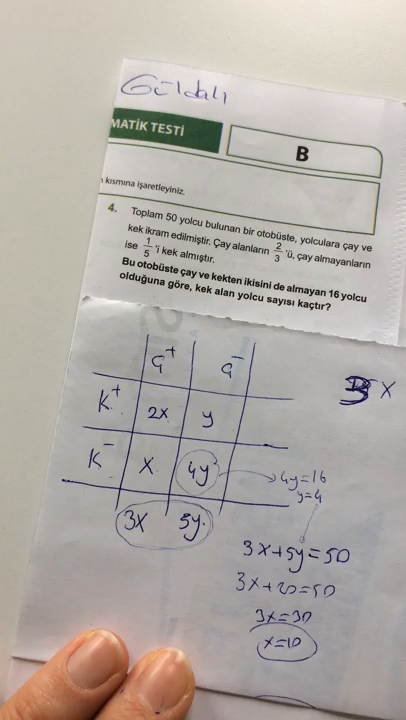 Güldalı
MATİK TESTİ
B
kısmına işaretleyiniz.
4. Toplam 50 yolcu bulunan bir otobüste, yolculara çay ve
kek ikram edilmiştir. Çay alanların 2/3 'ü, çay almayanların
ise 1/5 'i kek almıştır.
Bu otobüste çay ve kekten ikisini de almayan 16 yolcu
olduğuna göre, kek alan yolcu sayısı kaçtır?
Ç+ Ç-
X
K+ 2x y
K- x 4y → 4y=16
y=4
3x 5y
3x+5y=50
3x+20=50
3x=30
x=10